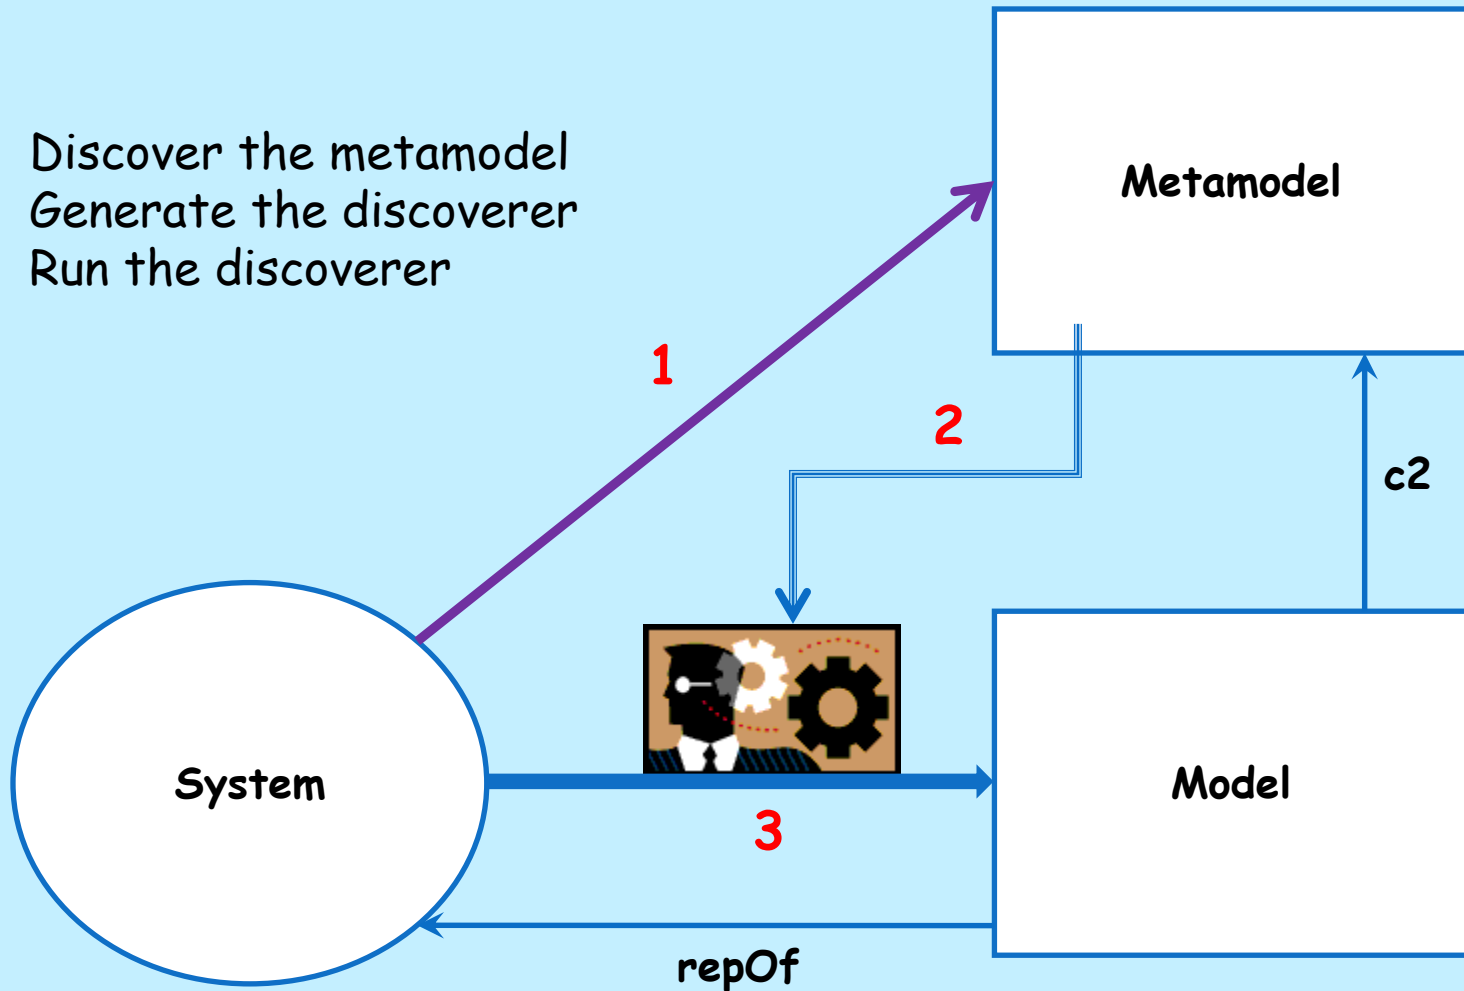 Discover the metamodel
Generate the discoverer
Run the discoverer
Metamodel
1
2
c2
System
Model
3
repOf